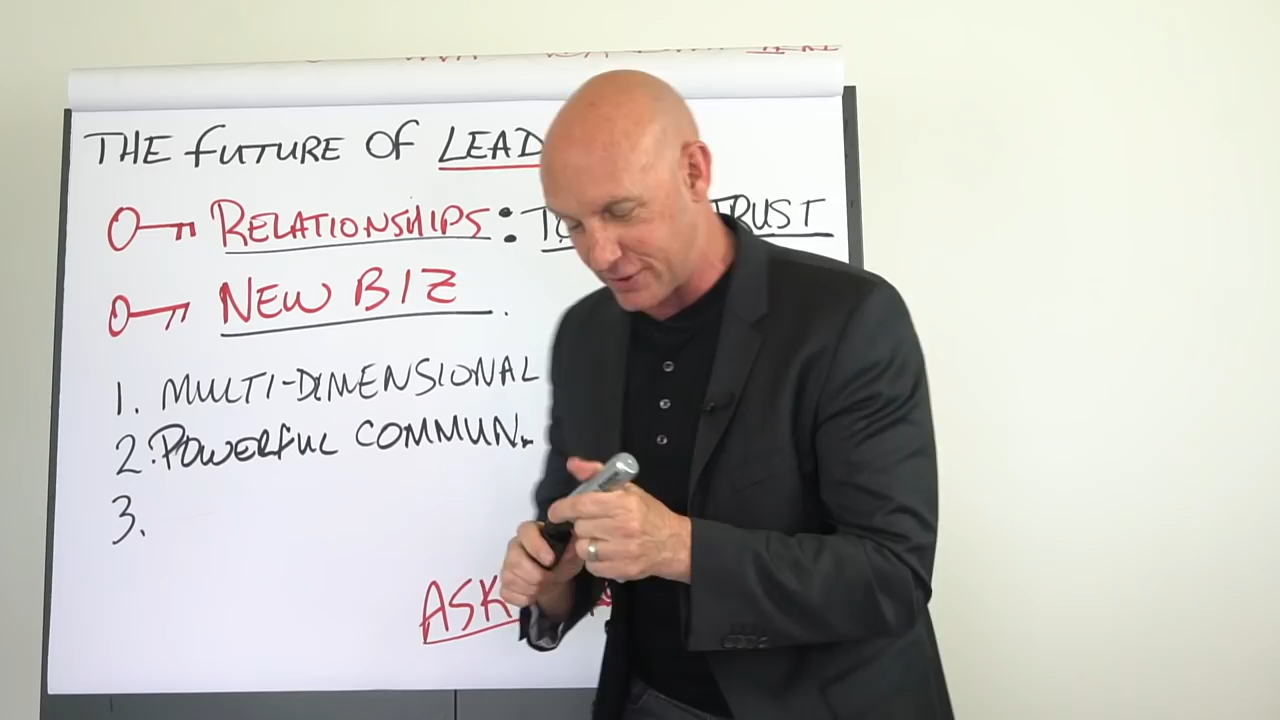 THE FUTURE OF LEAD
RELATIONSHIPS: TRUST
NEW BIZ.
1. MULTI-DIMENSIONAL
2. POWERFUL COMMUN.
3.
ASK